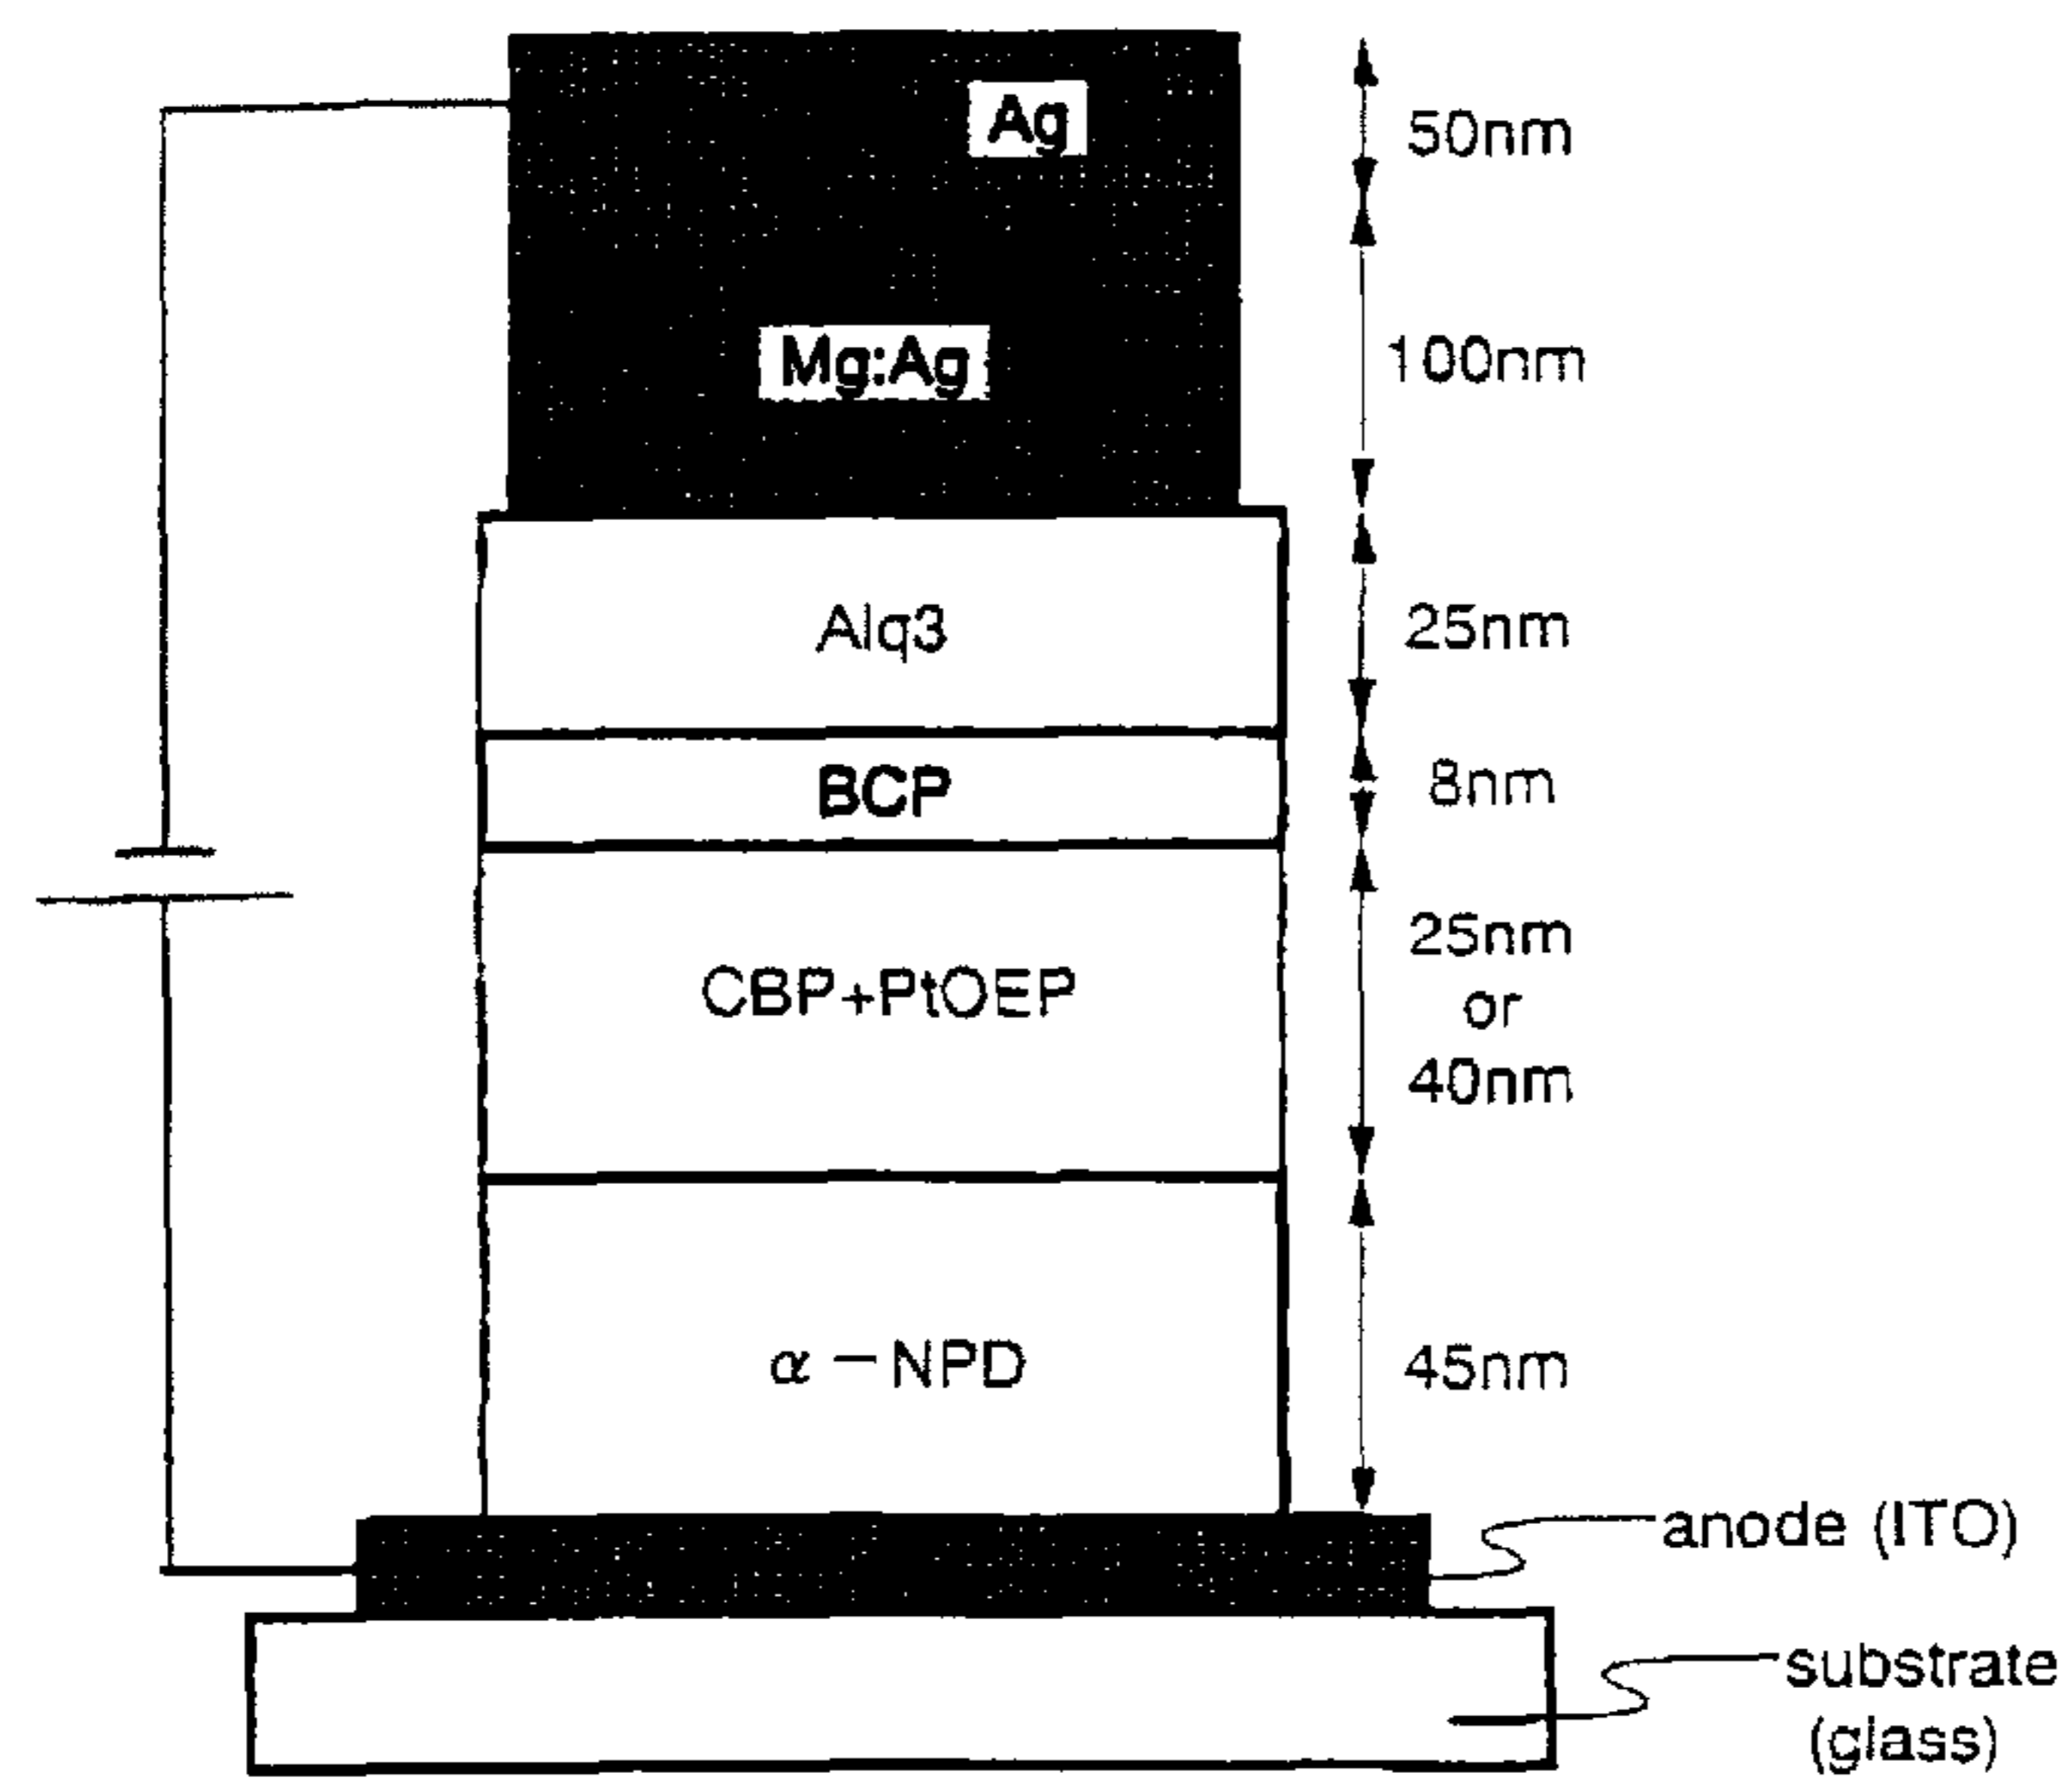 Ag
50nm
Mg:Ag
100nm
Alq3
25nm
BCP
8nm
CBP+PtOEP
25nm
or
40nm
α-NPD
45nm
anode (ITO)
substrate
(glass)